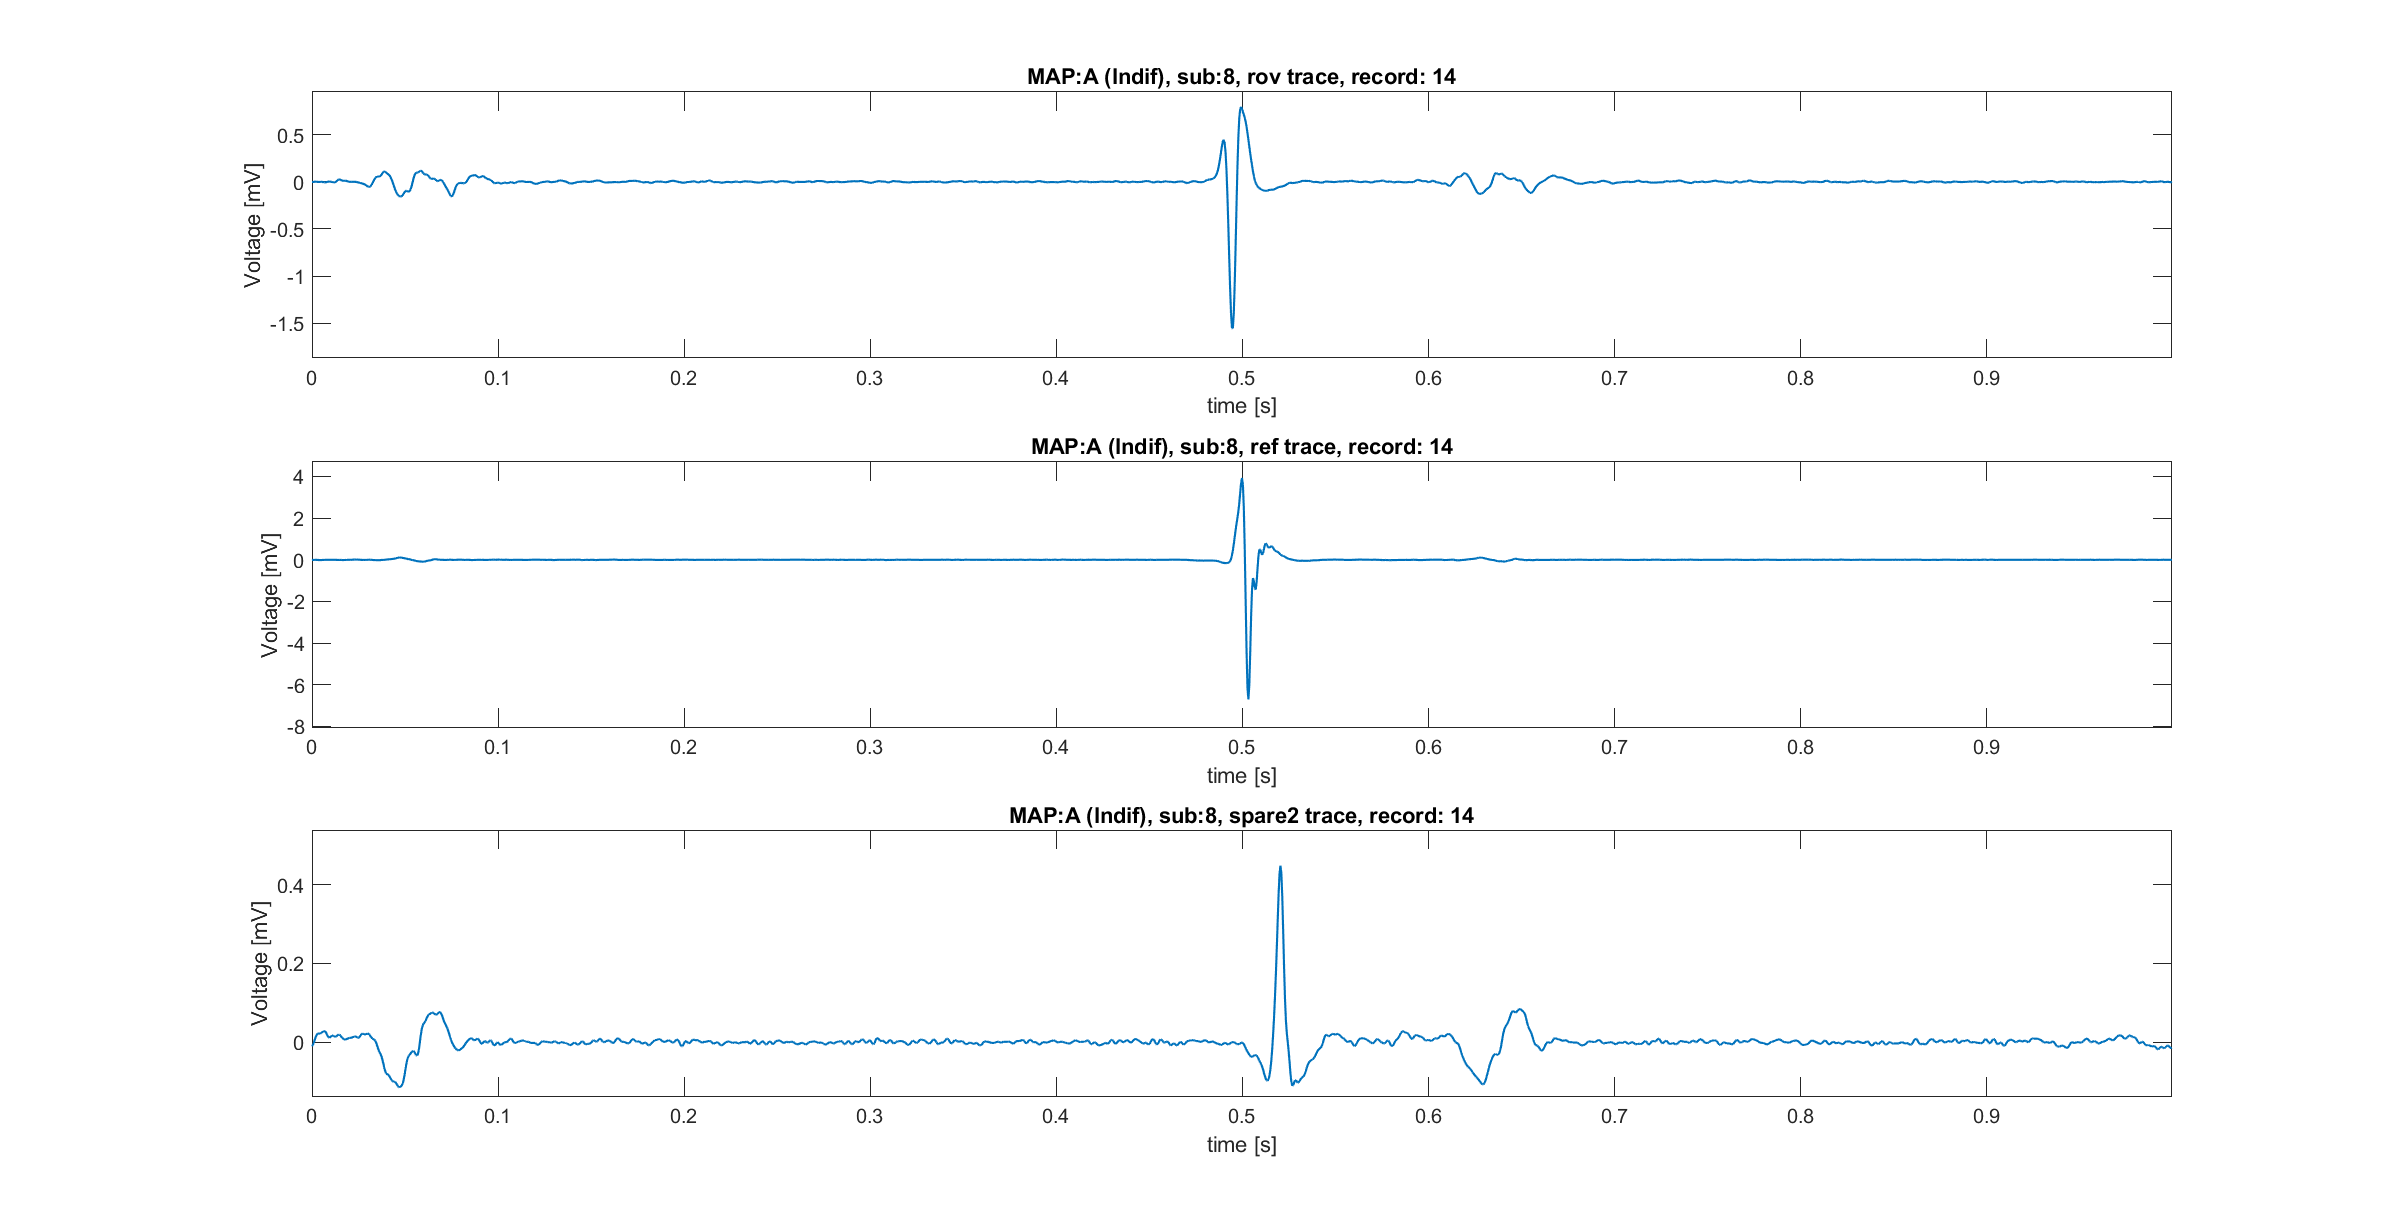 MAP:A (Indif), sub:8, rov trace, record: 14
Voltage [mV]
0.5
0
-0.5
-1
-1.5
0 0.1 0.2 0.3 0.4 0.5 0.6 0.7 0.8 0.9
time [s]
MAP:A (Indif), sub:8, ref trace, record: 14
Voltage [mV]
4
2
0
-2
-4
-6
-8
0 0.1 0.2 0.3 0.4 0.5 0.6 0.7 0.8 0.9
time [s]
MAP:A (Indif), sub:8, spare2 trace, record: 14
Voltage [mV]
0.4
0.2
0
0 0.1 0.2 0.3 0.4 0.5 0.6 0.7 0.8 0.9
time [s]